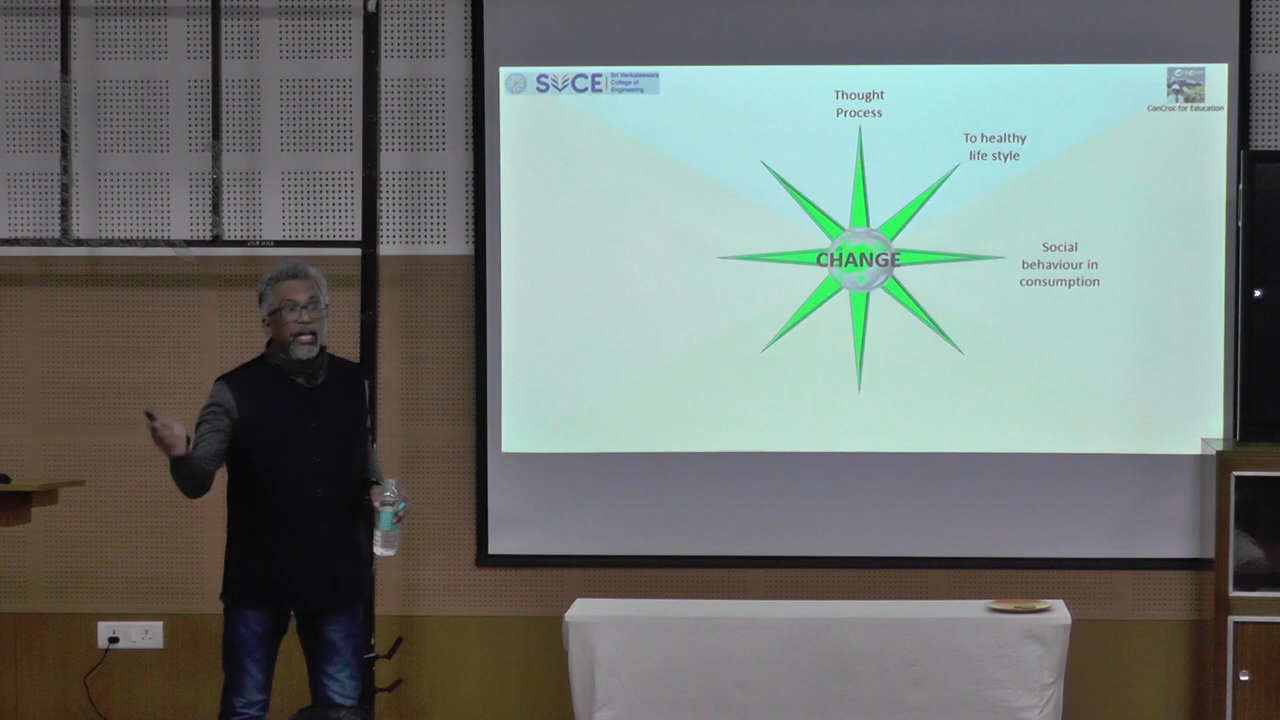 SVCE
Sri Venkateswara
College of
Engineering
ConCroc for Education
Thought
Process
To healthy
life style
CHANGE
Social
behaviour in
consumption